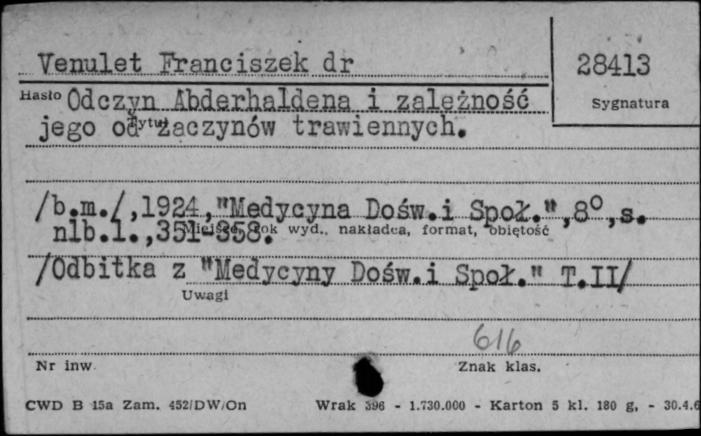 Venulet Franciszek dr
28413
Hasło Odczyn Abderhaldena i zależność
Sygnatura
jego od zaczynów trawiennych.
Tytuł
/b.m./,1924,"Medycyna Dośw.i Społ.",8°,s.
nlb.1.,351-358.
Miejsce, rok wyd., nakładca, format, objętość
/Odbitka z "Medycyny Dośw.i Społ." T.II/
Uwagi
616
Nr inw.
Znak klas.
CWD B 15a Zam. 452/DW/On
Wrak 396 - 1.730.000 - Karton 5 kl. 180 g, - 30.4.6